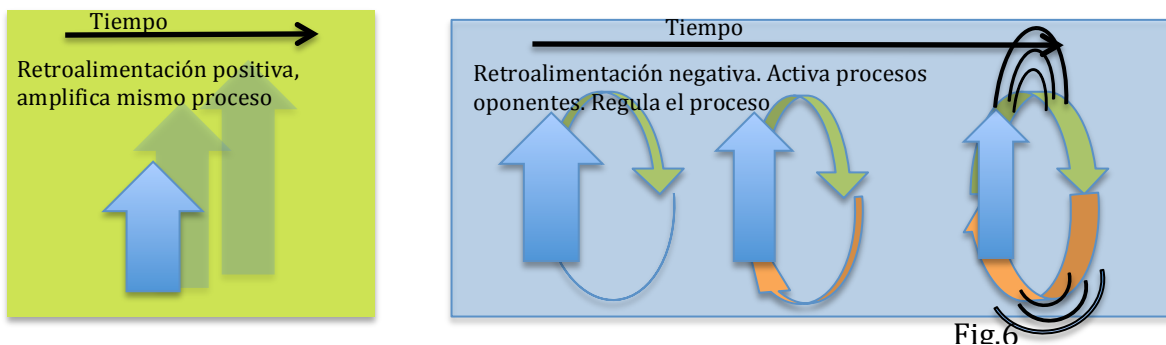 Tiempo
Retroalimentación positiva,
amplifica mismo proceso
Tiempo
Retroalimentación negativa. Activa procesos
oponentes. Regula el proceso
Fig.6